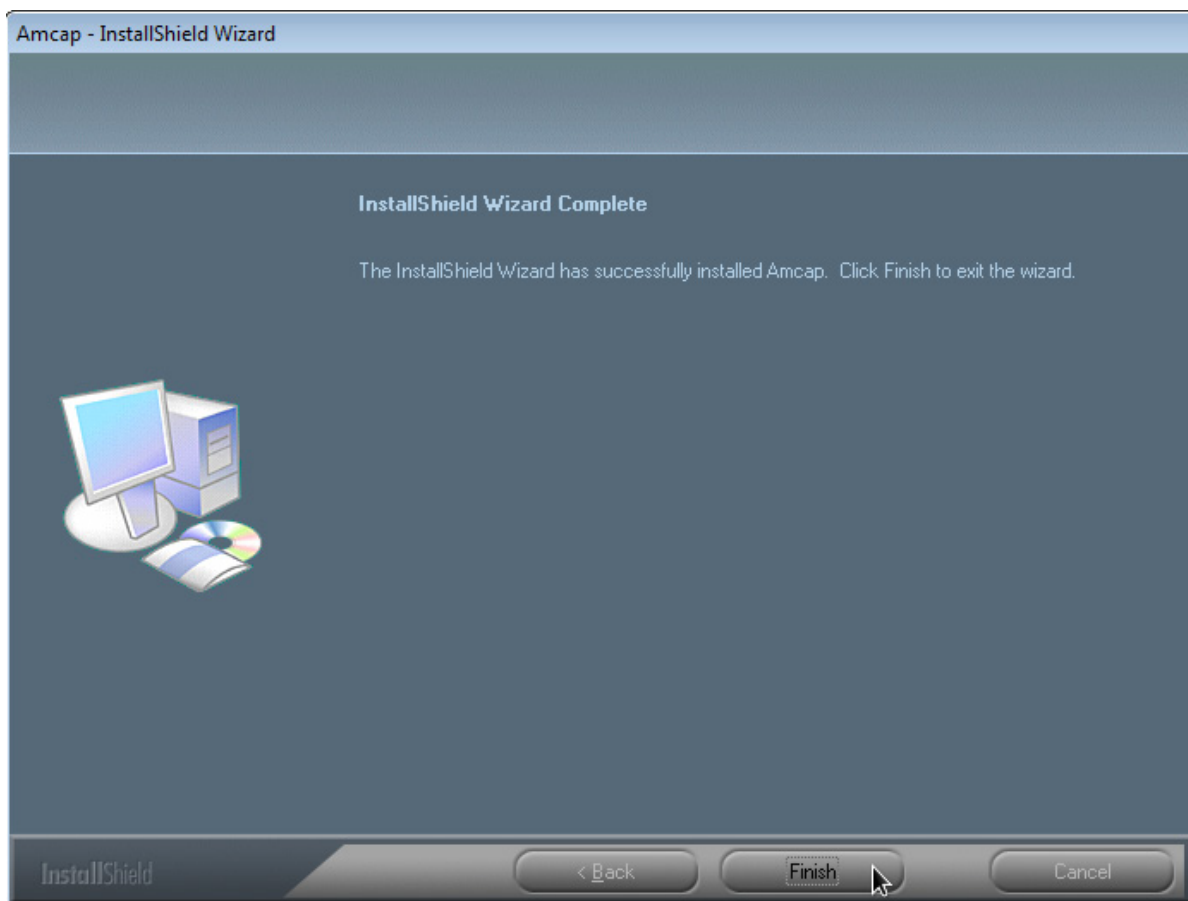 Amcap - InstallShield Wizard
InstallShield Wizard Complete
The InstallShield Wizard has successfully installed Amcap.  Click Finish to exit the wizard.
InstallShield
< Back
Finish
Cancel